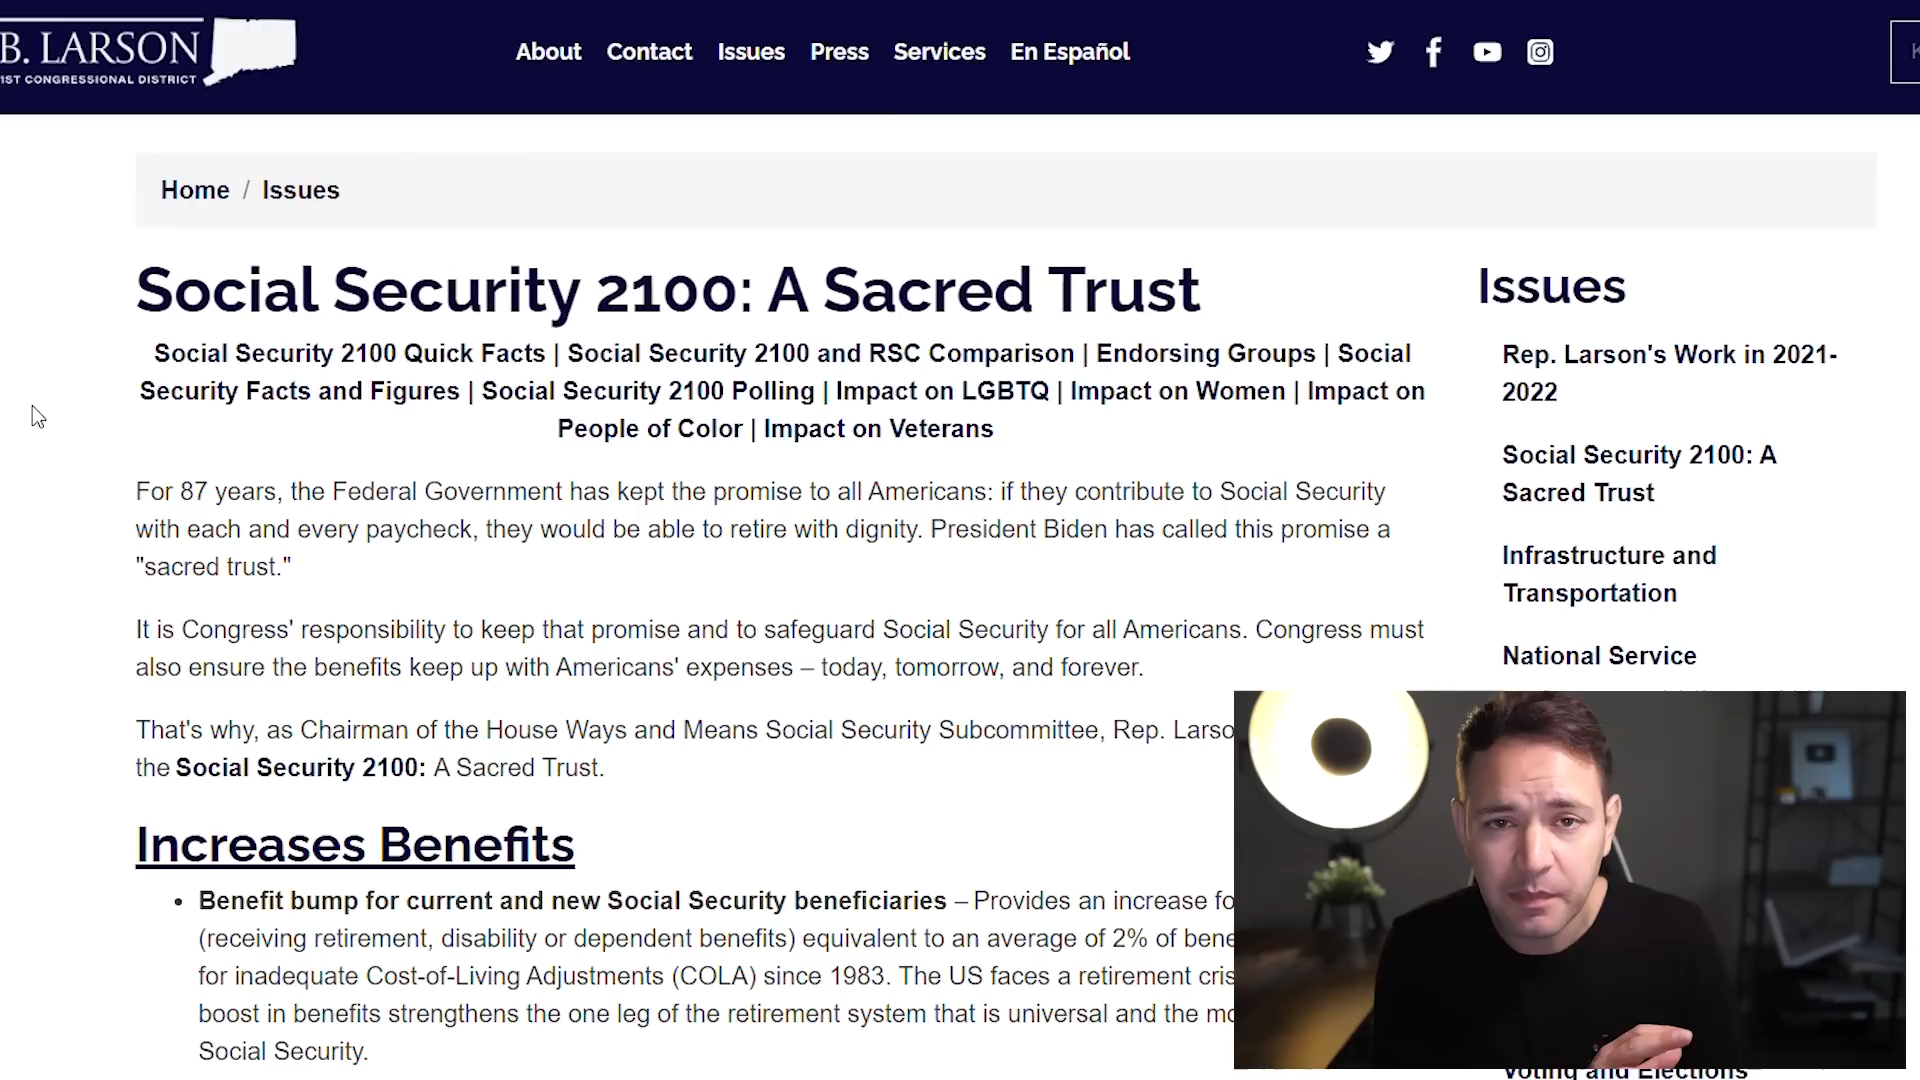 B. LARSON
1ST CONGRESSIONAL DISTRICT
About Contact Issues Press Services En Español
Home / Issues
Social Security 2100: A Sacred Trust
Social Security 2100 Quick Facts | Social Security 2100 and RSC Comparison | Endorsing Groups | Social
Security Facts and Figures | Social Security 2100 Polling | Impact on LGBTQ | Impact on Women | Impact on
People of Color | Impact on Veterans
For 87 years, the Federal Government has kept the promise to all Americans: if they contribute to Social Security
with each and every paycheck, they would be able to retire with dignity. President Biden has called this promise a
"sacred trust."
It is Congress' responsibility to keep that promise and to safeguard Social Security for all Americans. Congress must
also ensure the benefits keep up with Americans' expenses – today, tomorrow, and forever.
That's why, as Chairman of the House Ways and Means Social Security Subcommittee, Rep. Larso
the Social Security 2100: A Sacred Trust.
Increases Benefits
• Benefit bump for current and new Social Security beneficiaries – Provides an increase fo
(receiving retirement, disability or dependent benefits) equivalent to an average of 2% of bene
for inadequate Cost-of-Living Adjustments (COLA) since 1983. The US faces a retirement cris
boost in benefits strengthens the one leg of the retirement system that is universal and the mo
Social Security.
Issues
Rep. Larson's Work in 2021-
2022
Social Security 2100: A
Sacred Trust
Infrastructure and
Transportation
National Service
Voting and Elections